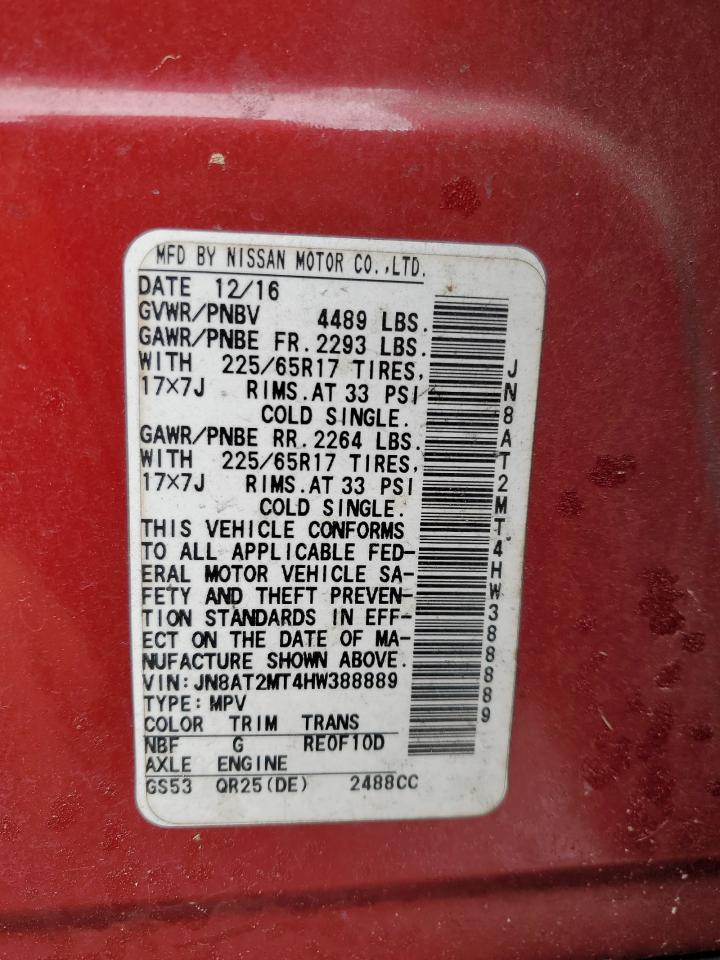 MFD BY NISSAN MOTOR CO.,LTD.
DATE 12/16
GVWR/PNBV 4489 LBS.
GAWR/PNBE FR.2293 LBS.
WITH 225/65R17 TIRES,
17×7J RIMS.AT 33 PSI
COLD SINGLE.
GAWR/PNBE RR.2264 LBS.
WITH 225/65R17 TIRES,
17×7J RIMS.AT 33 PSI
COLD SINGLE.
THIS VEHICLE CONFORMS
TO ALL APPLICABLE FED-
ERAL MOTOR VEHICLE SA-
FETY AND THEFT PREVEN-
TION STANDARDS IN EFF-
ECT ON THE DATE OF MA-
NUFACTURE SHOWN ABOVE.
VIN:JN8AT2MT4HW388889
TYPE:MPV
COLOR TRIM TRANS
NBF G RE0F10D
AXLE ENGINE
GS53 QR25(DE) 2488CC
JN8AT2MT4HW388889